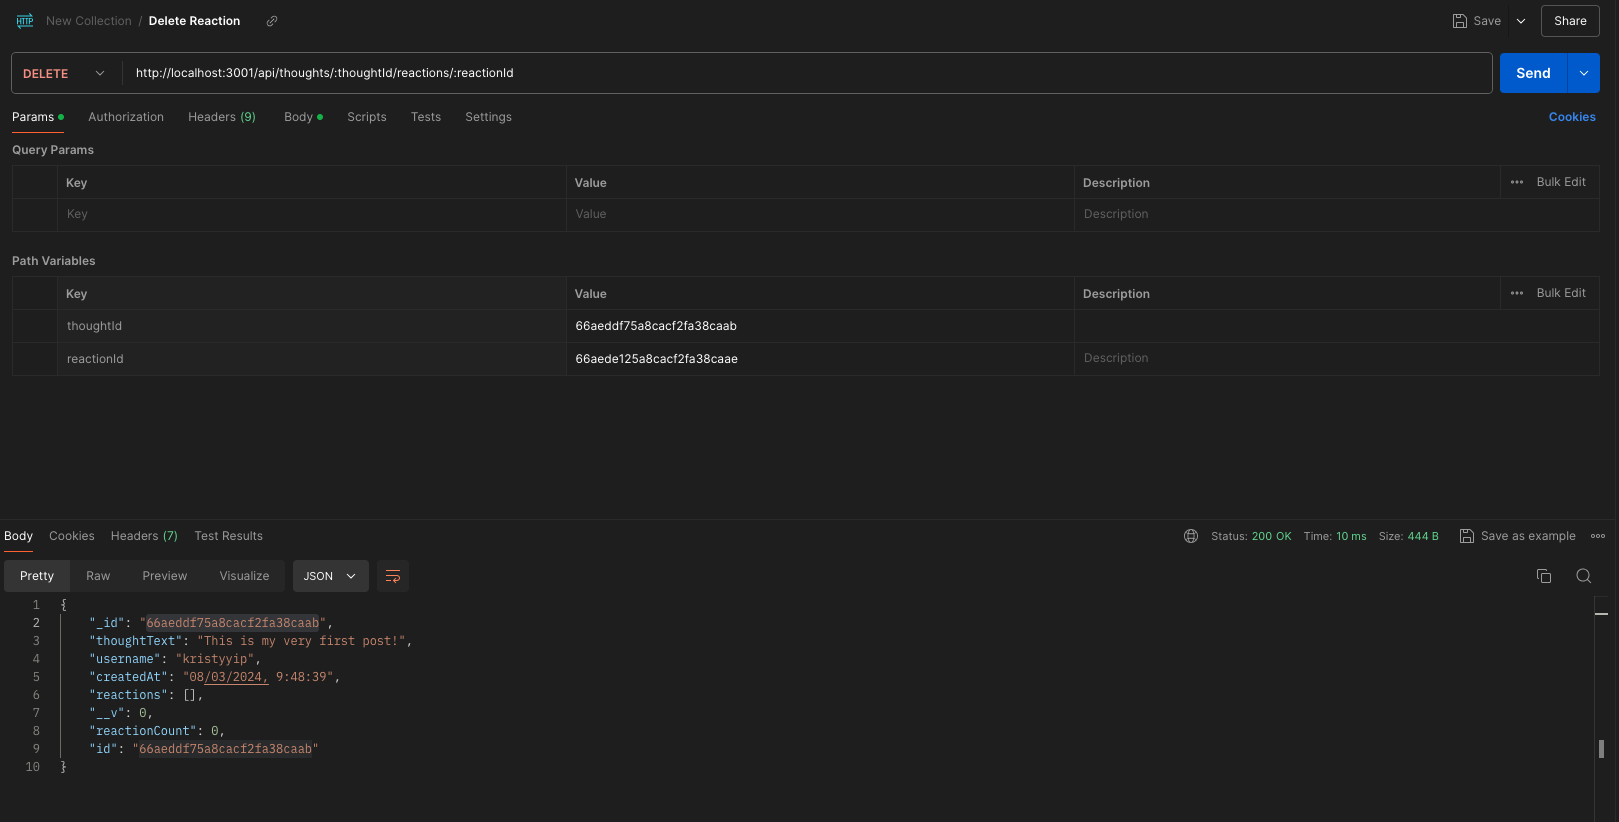 HTTP New Collection / Delete Reaction Save Share
DELETE http://localhost:3001/api/thoughts/:thoughtId/reactions/:reactionId Send
Params Authorization Headers (9) Body Scripts Tests Settings Cookies
Query Params
Key Value Description ••• Bulk Edit
Key Value Description
Path Variables
Key Value Description ••• Bulk Edit
thoughtId 66aeddf75a8cacf2fa38caab
reactionId 66aede125a8cacf2fa38caae Description
Body Cookies Headers (7) Test Results Status: 200 OK Time: 10 ms Size: 444 B Save as example
Pretty Raw Preview Visualize JSON
1 {
2 "_id": "66aeddf75a8cacf2fa38caab",
3 "thoughtText": "This is my very first post!",
4 "username": "kristyyip",
5 "createdAt": "08/03/2024, 9:48:39",
6 "reactions": [],
7 "__v": 0,
8 "reactionCount": 0,
9 "id": "66aeddf75a8cacf2fa38caab"
10 }